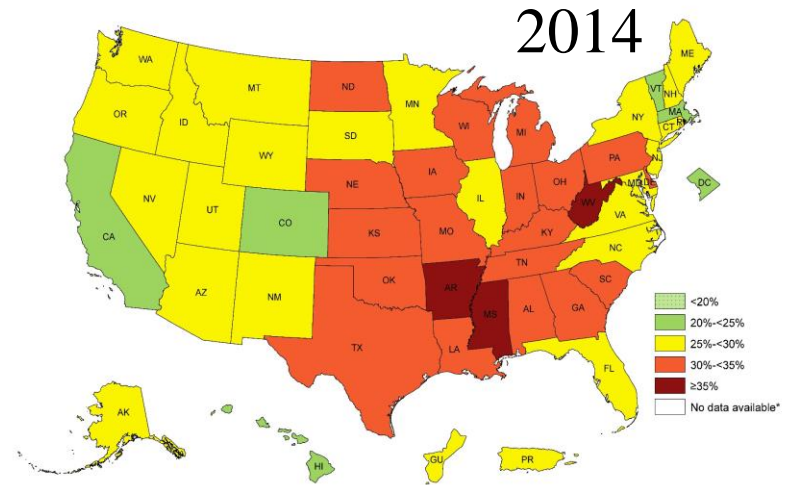 2014
WA
MT
ND
MN
ME
VT
NH
MA
NY
CT
OR
ID
SD
WI
MI
WY
IA
PA
NJ
NE
IL
IN
OH
MD
DE
DC
NV
UT
CO
WV
VA
CA
KS
MO
KY
NC
AZ
NM
OK
AR
TN
SC
TX
MS
AL
GA
LA
FL
AK
HI
GU
PR
<20%
20%-<25%
25%-<30%
30%-<35%
≥35%
No data available*